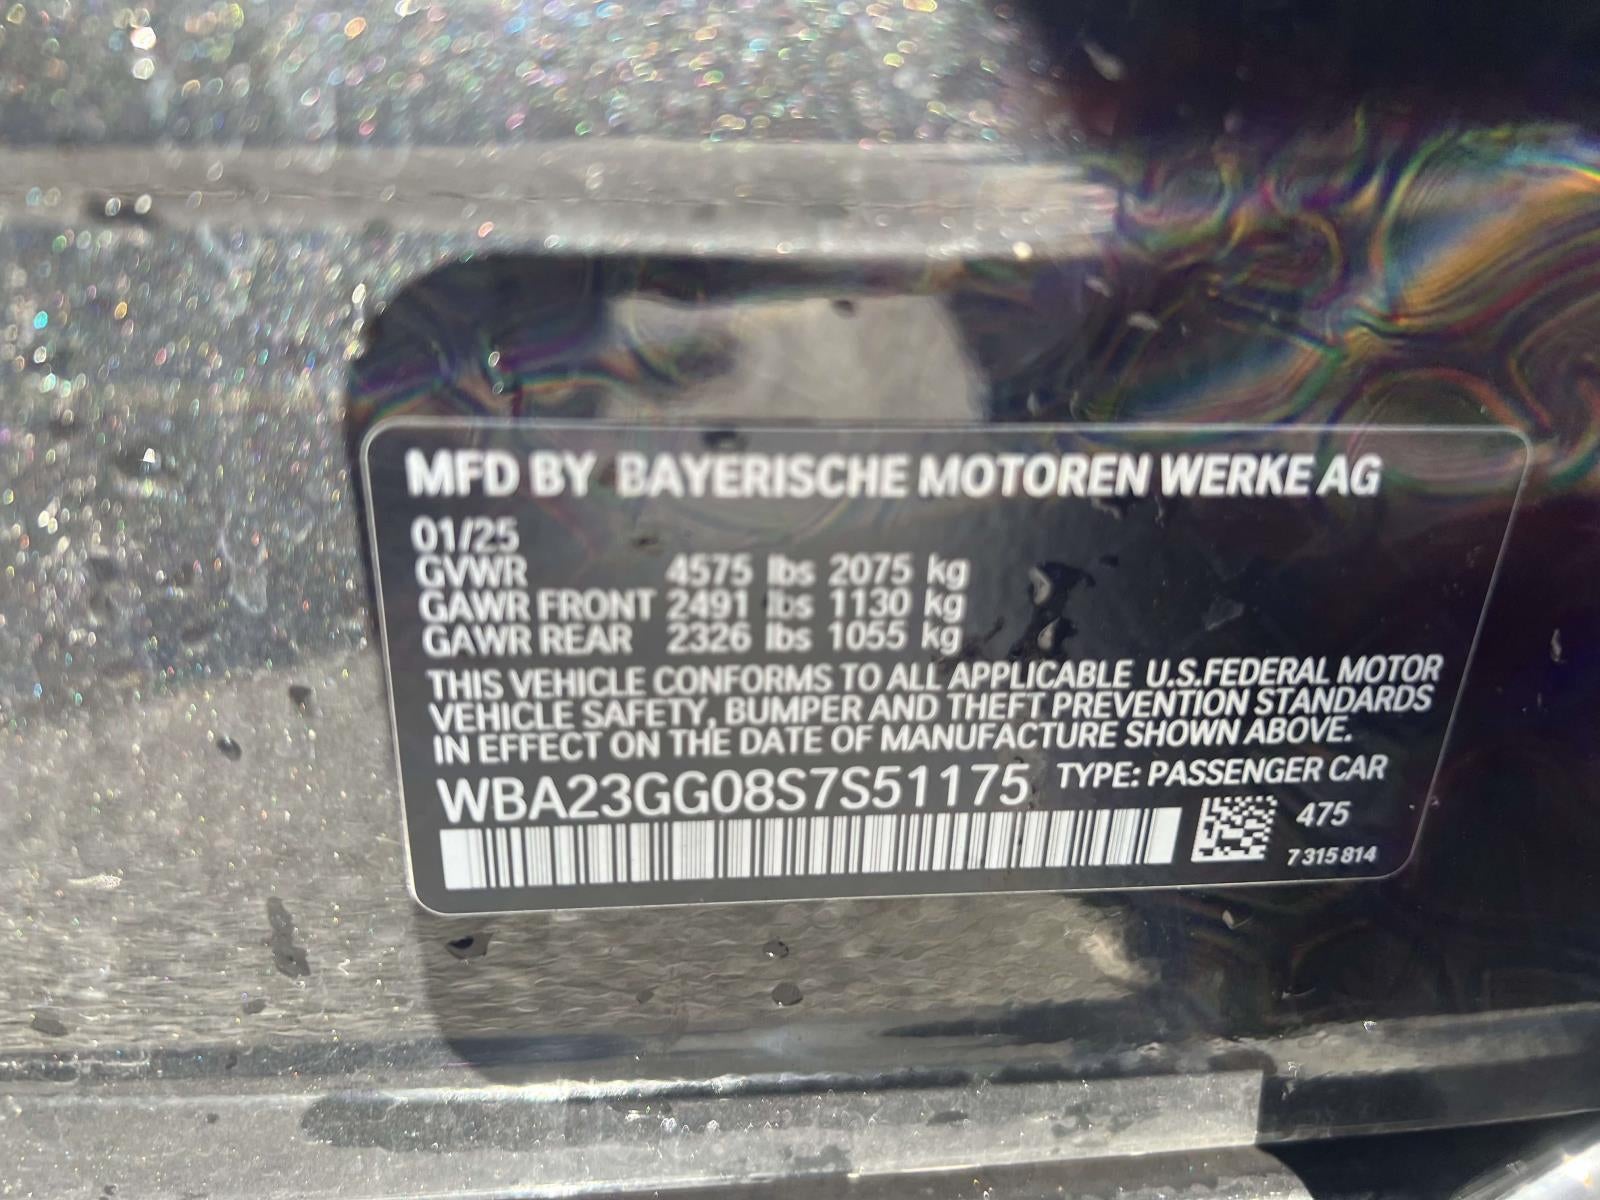 MFD BY BAYERISCHE MOTOREN WERKE AG
01/25
GVWR 4575 lbs 2075 kg
GAWR FRONT 2491 lbs 1130 kg
GAWR REAR 2326 lbs 1055 kg
THIS VEHICLE CONFORMS TO ALL APPLICABLE U.S.FEDERAL MOTOR
VEHICLE SAFETY, BUMPER AND THEFT PREVENTION STANDARDS
IN EFFECT ON THE DATE OF MANUFACTURE SHOWN ABOVE.
WBA23GG08S7S51175 TYPE: PASSENGER CAR
475
7 315 814